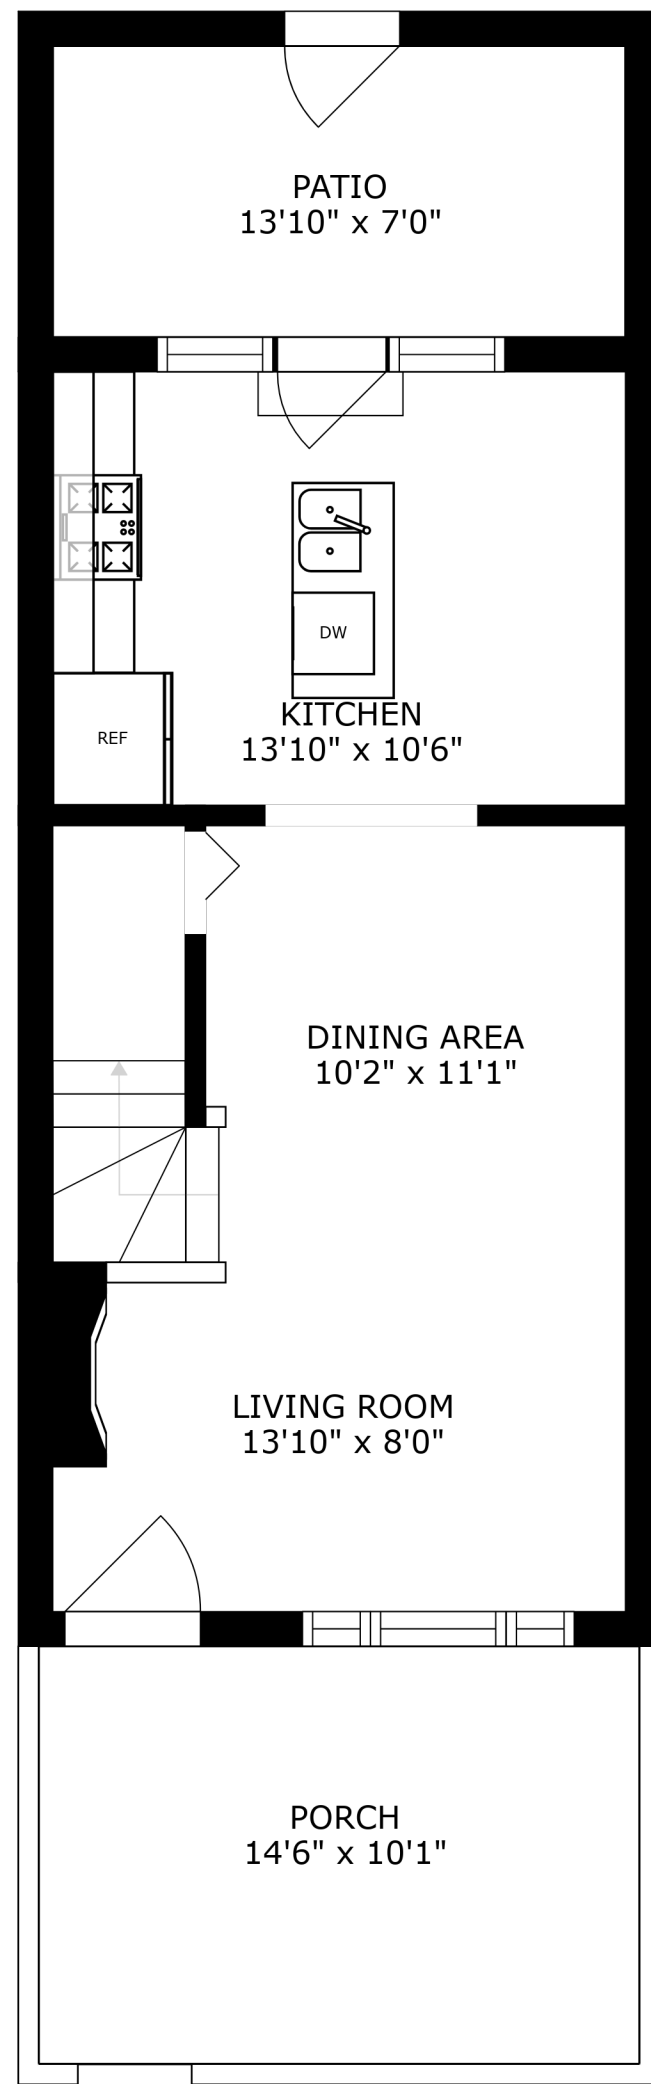 PATIO
13'10" x 7'0"
DW
KITCHEN
13'10" x 10'6"
REF
DINING AREA
10'2" x 11'1"
LIVING ROOM
13'10" x 8'0"
PORCH
14'6" x 10'1"